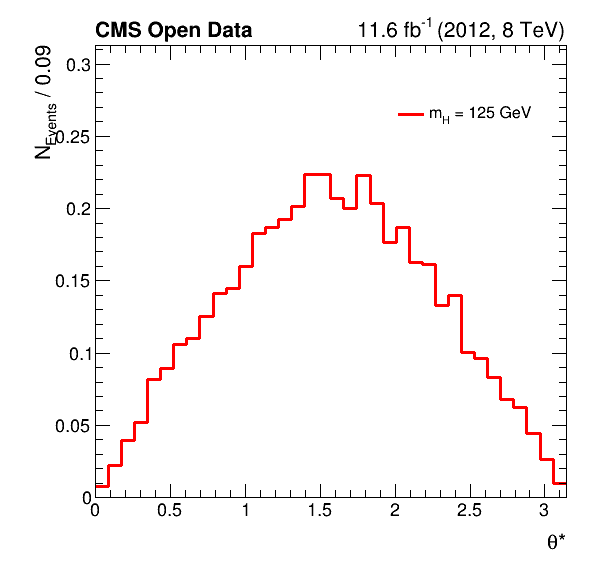 CMS Open Data 11.6 fb-1 (2012, 8 TeV)
NEvents / 0.09
mH = 125 GeV
0.3
0.25
0.2
0.15
0.1
0.05
0
0 0.5 1 1.5 2 2.5 3
θ*